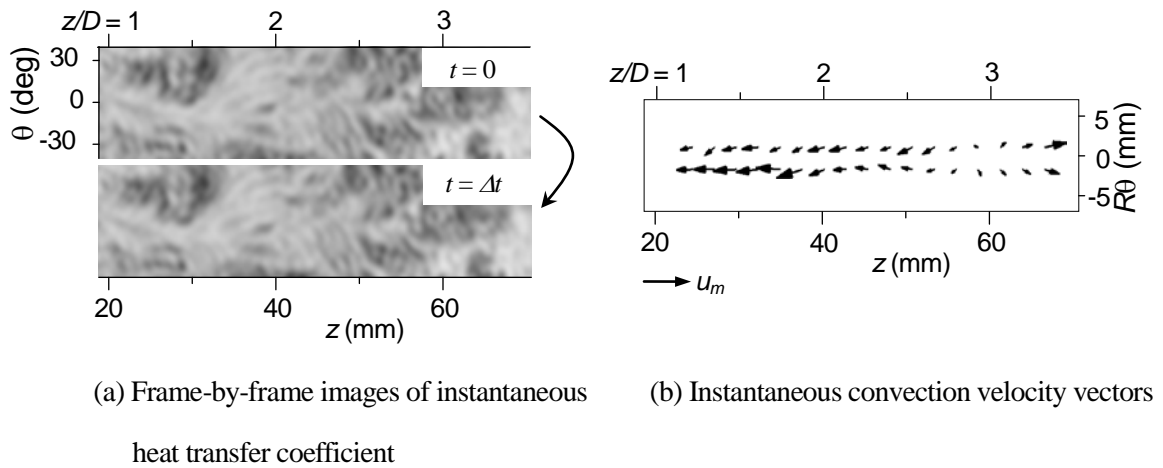 z/D = 1 2 3
30
0
-30
θ (deg)
t = 0
t = Δt
20 40 60
z (mm)
z/D = 1 2 3
5
0
-5
Rθ (mm)
20 40 60
z (mm)
u_m
(a) Frame-by-frame images of instantaneous
heat transfer coefficient
(b) Instantaneous convection velocity vectors